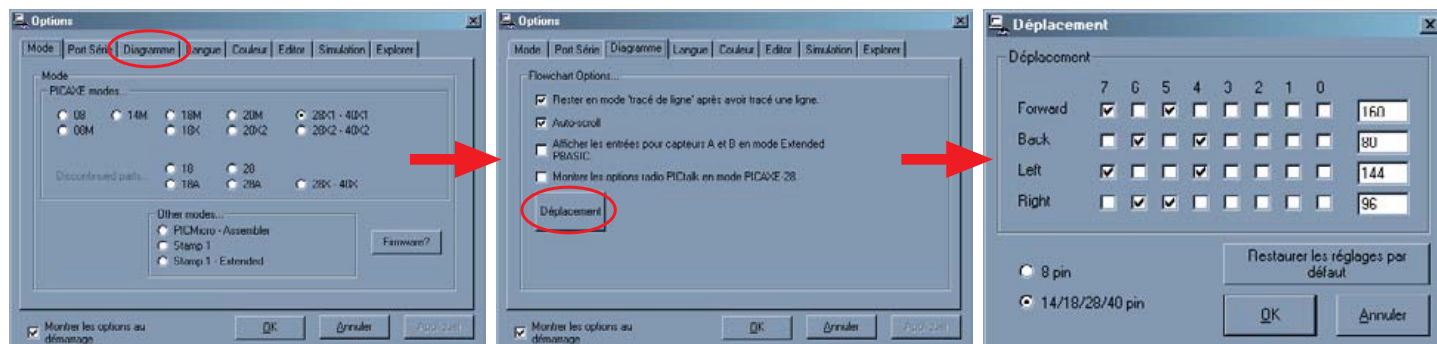 Options
Mode Port Série Diagramme Langue Couleur Editor Simulation Explorer
Mode
PICAXE modes...
08 14M 18M 20M 28X1 - 40X1
08M 18X 20X2 28X2 - 40X2
Discontinued parts... 18 28
18A 28A 28X - 40X
Other modes...
PICMicro - Assembler
Stamp 1
Stamp 1 - Extended
Firmware?
Montrer les options au
démarrage
OK Annuler Appliquer
Options
Mode Port Série Diagramme Langue Couleur Editor Simulation Explorer
Flowchart Options...
Rester en mode 'tracé de ligne' après avoir tracé une ligne.
Auto-scroll
Afficher les entrées pour capteurs A et B en mode Extended
PBASIC
Montrer les options radio PICtalk en mode PICAXE 28.
Déplacement
Montrer les options au
démarrage
OK Annuler Appliquer
Déplacement
Déplacement
7 6 5 4 3 2 1 0
Forward 160
Back 80
Left 144
Right 96
8 pin
14/18/28/40 pin
Restaurer les réglages par
défaut
OK Annuler